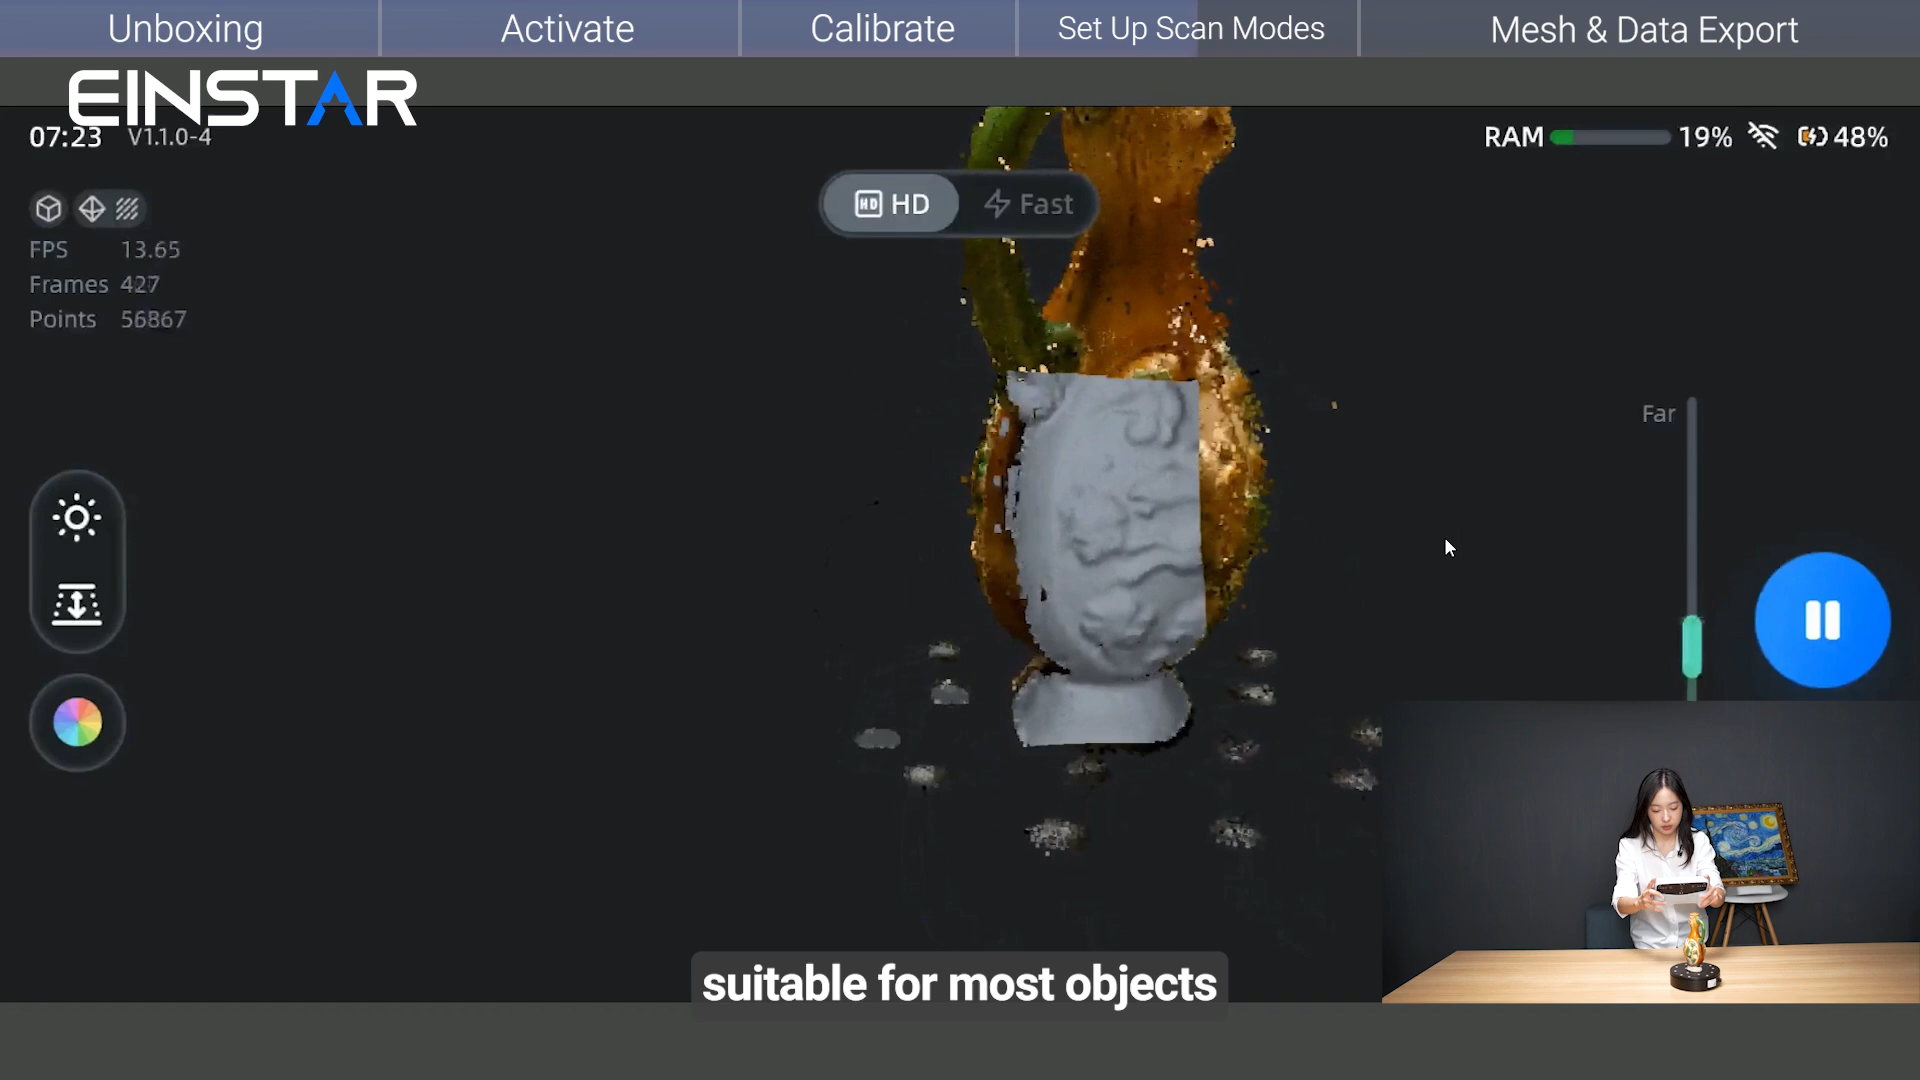 Unboxing
Activate
Calibrate
Set Up Scan Modes
Mesh & Data Export
EINSTAR
07:23 V1.1.0-4
RAM 19% 48%
HD Fast
FPS 13.65
Frames 427
Points 56867
Far
suitable for most objects